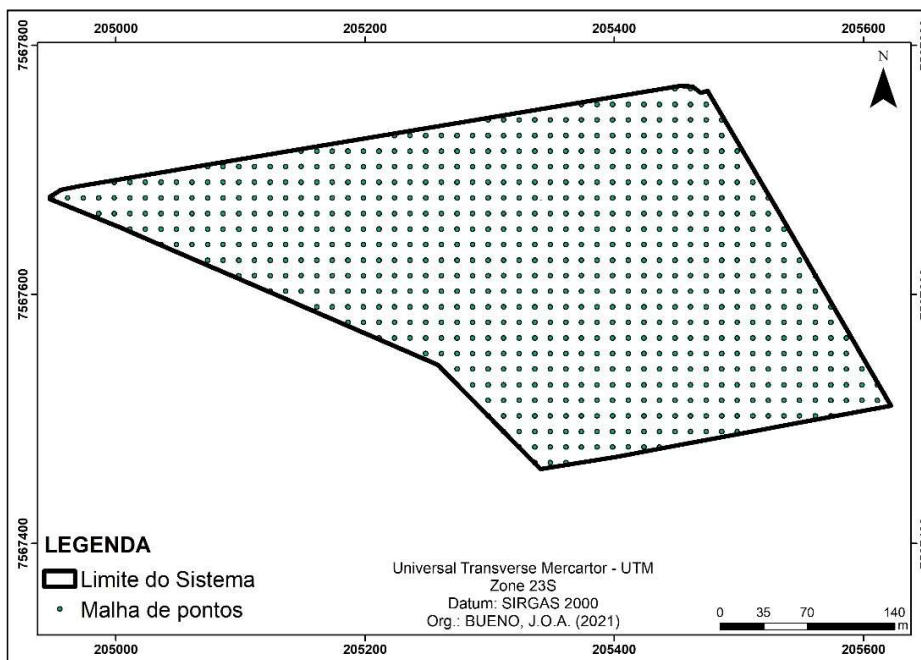 205000 205200 205400 205600
7567800
N
7567600
7567400
LEGENDA
Limite do Sistema
Malha de pontos
Universal Transverse Mercartor - UTM
Zone 23S
Datum: SIRGAS 2000
Org.: BUENO, J.O.A. (2021)
0 35 70 140
m
205000 205200 205400 205600